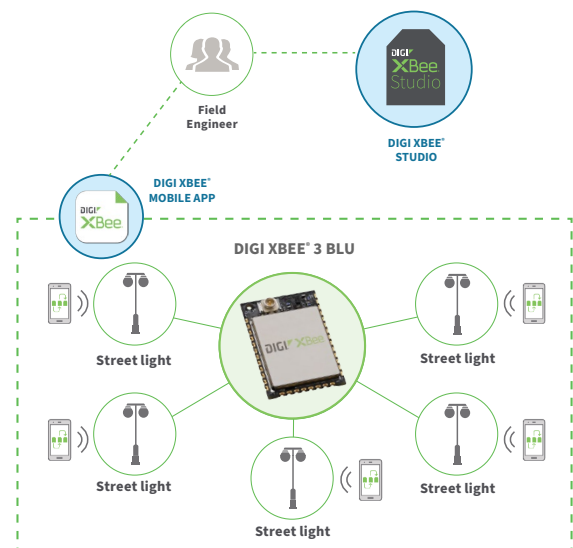 DIGI
XBee
Studio
Field
Engineer
DIGI XBEE®
STUDIO
DIGI XBEE®
MOBILE APP
DIGI
XBee
DIGI XBEE® 3 BLU
DIGI XBee
Street light
Street light
Street light
Street light
Street light